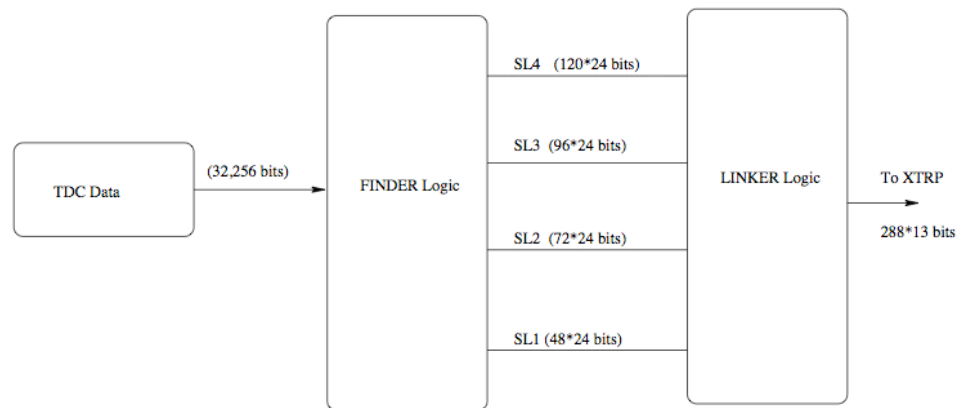 SL4 (120*24 bits)
SL3 (96*24 bits)
(32,256 bits)
TDC Data
FINDER Logic
LINKER Logic
To XTRP
288*13 bits
SL2 (72*24 bits)
SL1 (48*24 bits)